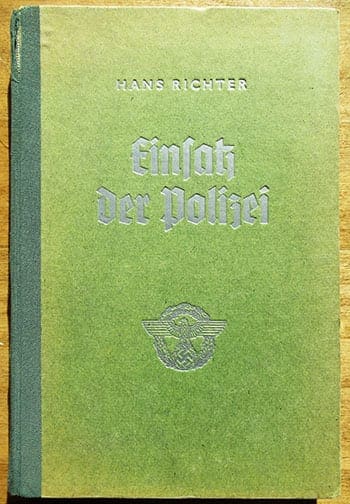 HANS RICHTER
Einsatz
der Polizei